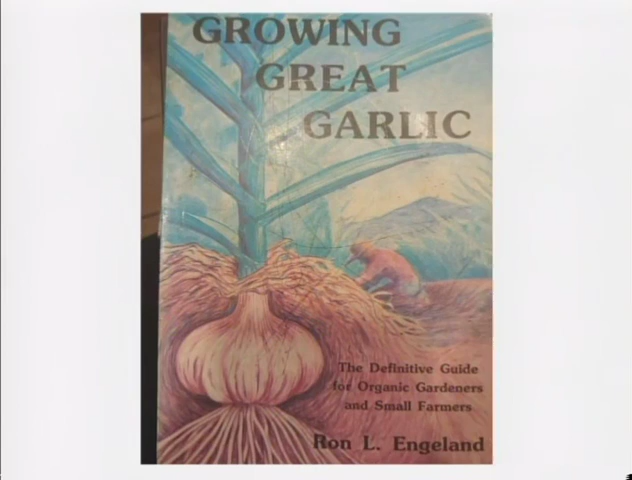 GROWING
GREAT
GARLIC
The Definitive Guide
for Organic Gardeners
and Small Farmers
Ron L. Engeland